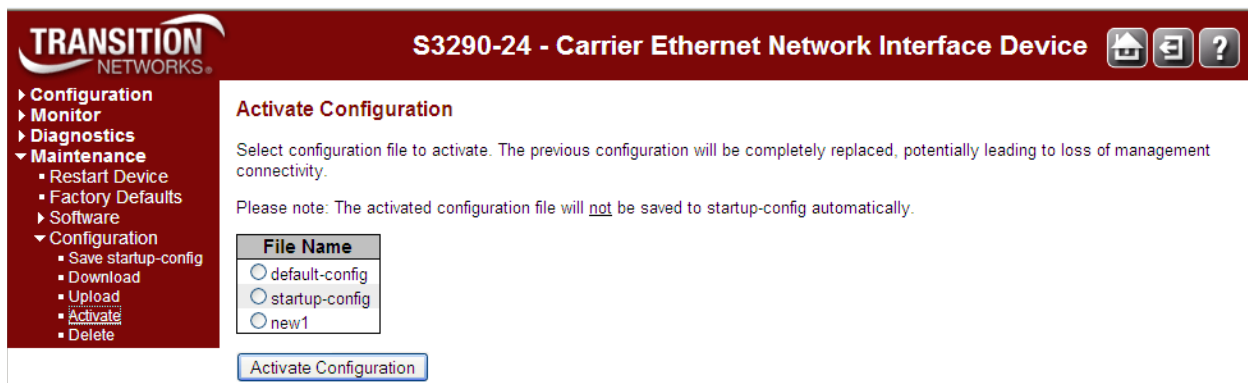 TRANSITION
NETWORKS®
S3290-24 - Carrier Ethernet Network Interface Device
?
Configuration
Monitor
Diagnostics
Maintenance
Restart Device
Factory Defaults
Software
Configuration
Save startup-config
Download
Upload
Activate
Delete
Activate Configuration
Select configuration file to activate. The previous configuration will be completely replaced, potentially leading to loss of management
connectivity.
Please note: The activated configuration file will not be saved to startup-config automatically.
File Name
default-config
startup-config
new1
Activate Configuration